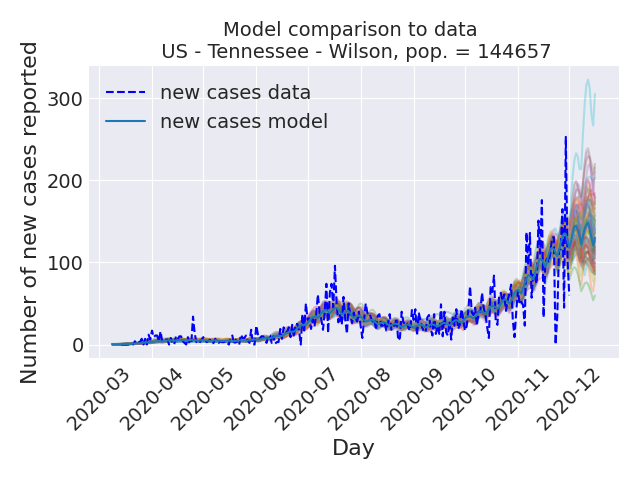 Model comparison to data
US - Tennessee - Wilson, pop. = 144657
Number of new cases reported
300
200
100
0
new cases data
new cases model
2020-03
2020-04
2020-05
2020-06
2020-07
2020-08
2020-09
2020-10
2020-11
2020-12
Day